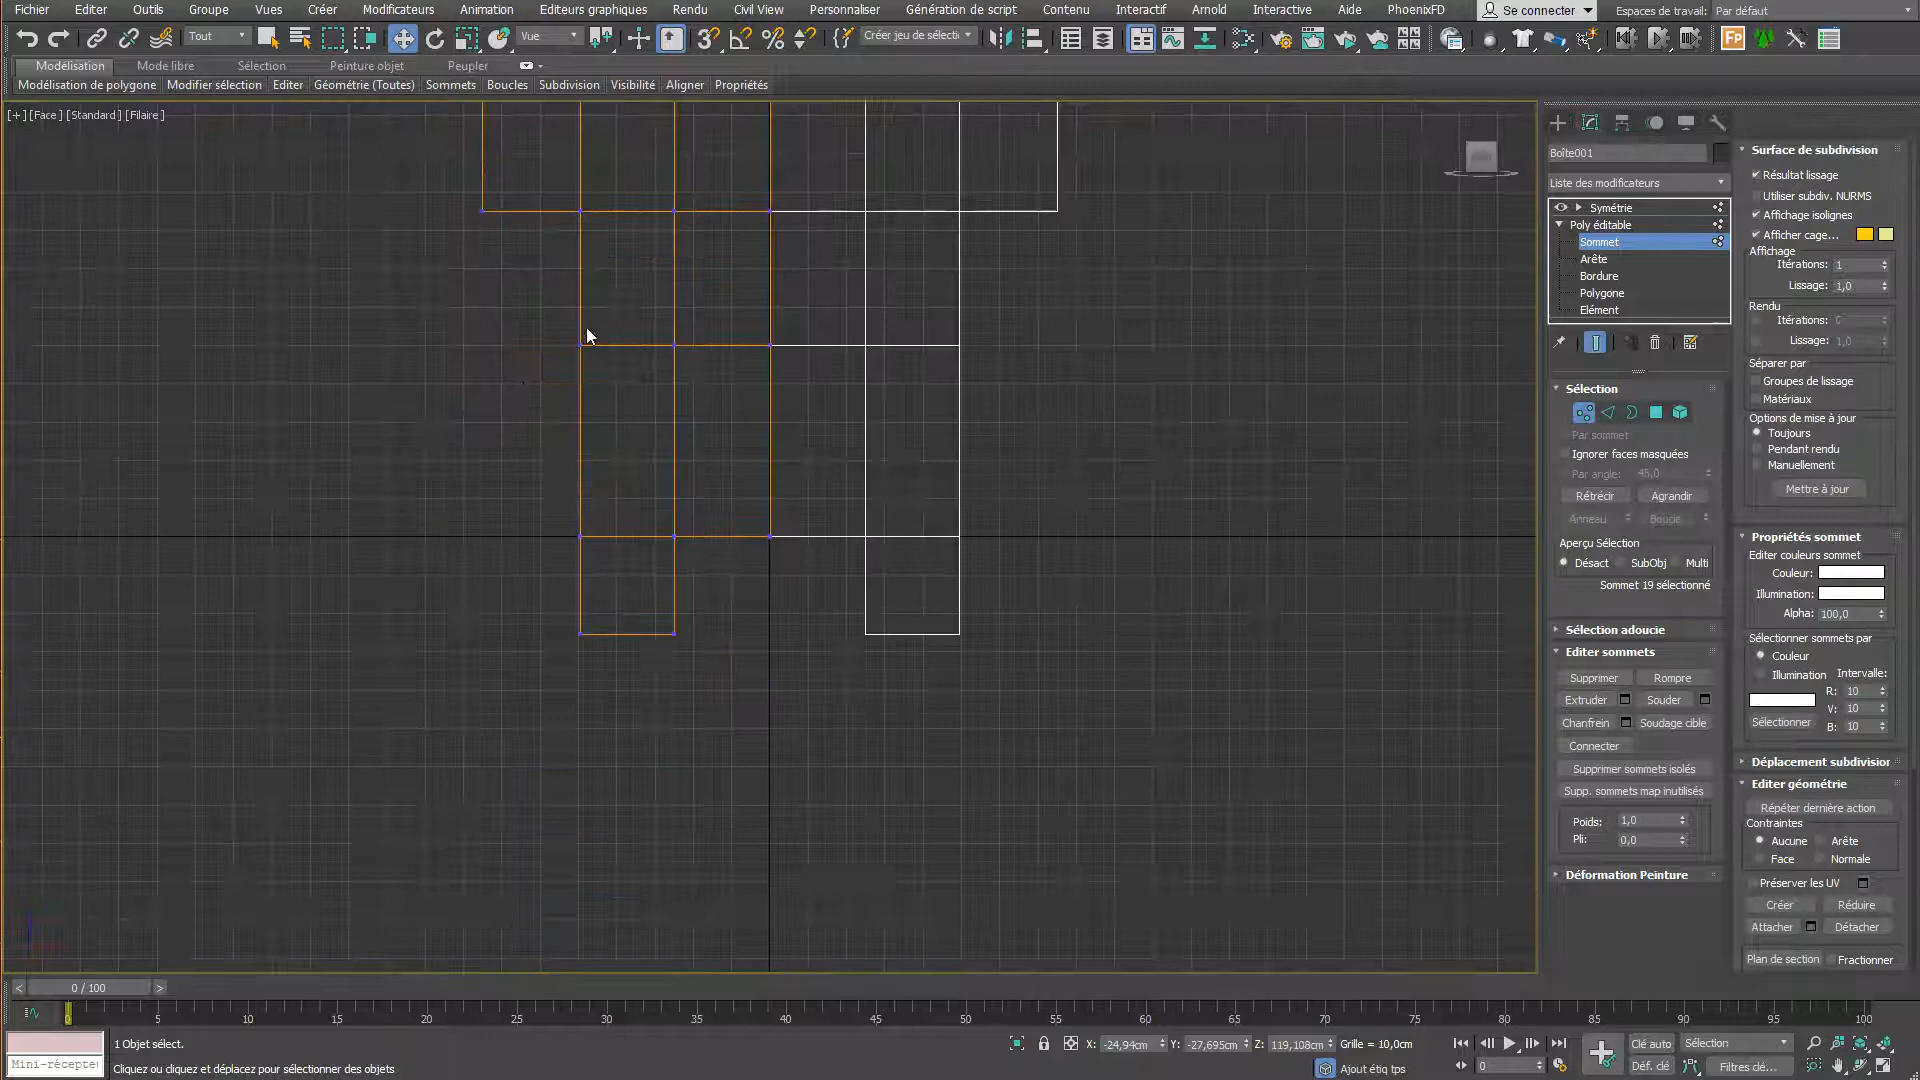 Fichier Editer Outils Groupe Vues Créer Modificateurs Animation Editeurs graphiques Rendu Civil View Personnaliser Génération de script Contenu Interactif Arnold Interactive Aide PhoenixFD Se connecter Espaces de travail: Par défaut
Tout Vue Créer jeu de sélecti
Modélisation Mode libre Sélection Peinture objet Peupler
Modélisation de polygone Modifier sélection Editer Géométrie (Toutes) Sommets Boucles Subdivision Visibilité Aligner Propriétés
[+] [Face] [Standard] [Filaire]
Boîte001
Liste des modificateurs
Symétrie
Poly éditable
Sommet
Arête
Bordure
Polygone
Elément
Sélection
Par sommet
Ignorer faces masquées
Par angle: 45,0
Rétrécir Agrandir
Anneau Boucle
Aperçu Sélection
Désact SubObj Multi
Sommet 19 sélectionné
Sélection adoucie
Editer sommets
Supprimer Rompre
Extruder Souder
Chanfrein Soudage cible
Connecter
Supprimer sommets isolés
Supp. sommets map inutilisés
Poids: 1,0
Pli: 0,0
Déformation Peinture
Surface de subdivision
Résultat lissage
Utiliser subdiv. NURMS
Affichage isolignes
Afficher cage...
Affichage
Itérations: 1
Lissage: 1,0
Rendu
Itérations: 0
Lissage: 1,0
Séparer par
Groupes de lissage
Matériaux
Options de mise à jour
Toujours
Pendant rendu
Manuellement
Mettre à jour
Propriétés sommet
Editer couleurs sommet
Couleur:
Illumination:
Alpha: 100,0
Sélectionner sommets par
Couleur
Illumination Intervalle:
R: 10
V: 10
Sélectionner B: 10
Déplacement subdivision
Editer géométrie
Répéter dernière action
Contraintes
Aucune Arête
Face Normale
Préserver les UV
Créer Réduire
Attacher Détacher
Plan de section Fractionner
< 0 / 100 >
0 5 10 15 20 25 30 35 40 45 50 55 60 65 70 75 80 85 90 95 100
1 Objet sélect.
X: -24,94cm Y: -27,695cm Z: 119,108cm Grille = 10,0cm
Clé auto Sélection
Mini-récepteu
Cliquez ou cliquez et déplacez pour sélectionner des objets
Ajout étiq tps
0
Déf. clé Filtres clé...